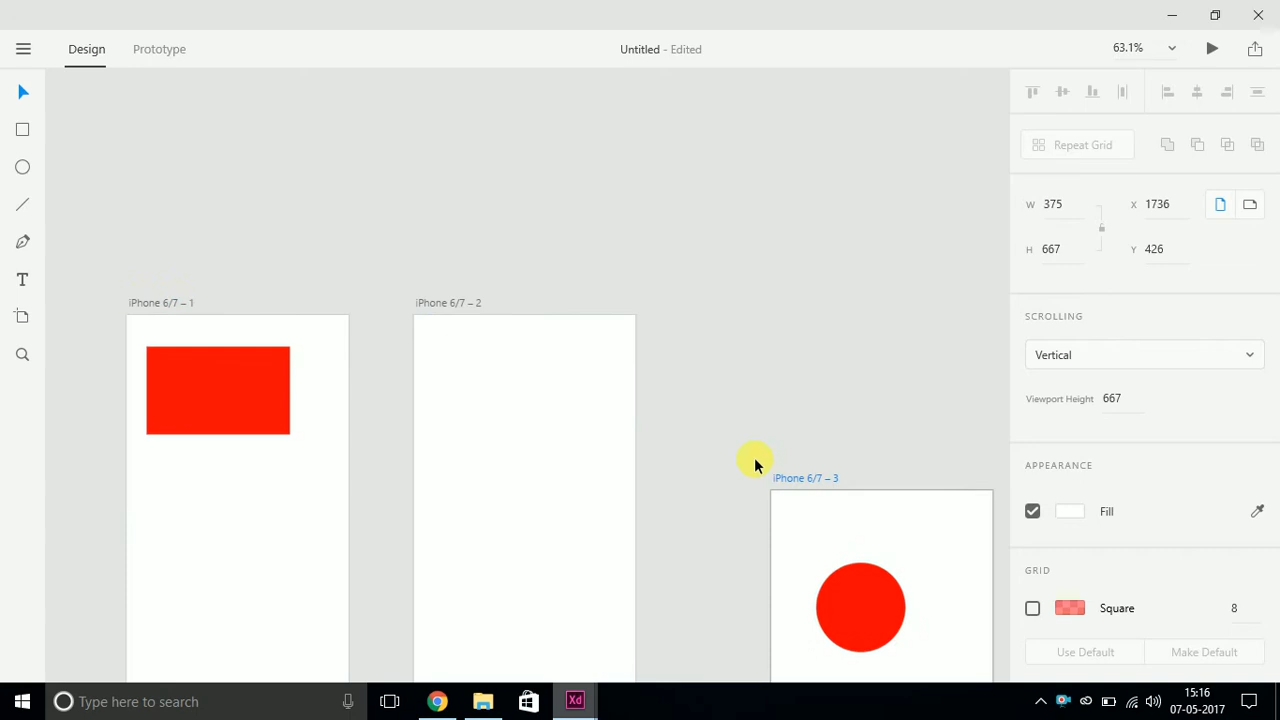 Design
Prototype
Untitled - Edited
63.1%
Repeat Grid
W 375
X 1736
H 667
Y 426
SCROLLING
Vertical
Viewport Height 667
APPEARANCE
Fill
GRID
Square 8
Use Default
Make Default
iPhone 6/7 – 1
iPhone 6/7 – 2
iPhone 6/7 – 3
T
Type here to search
Xd
15:16
07-05-2017